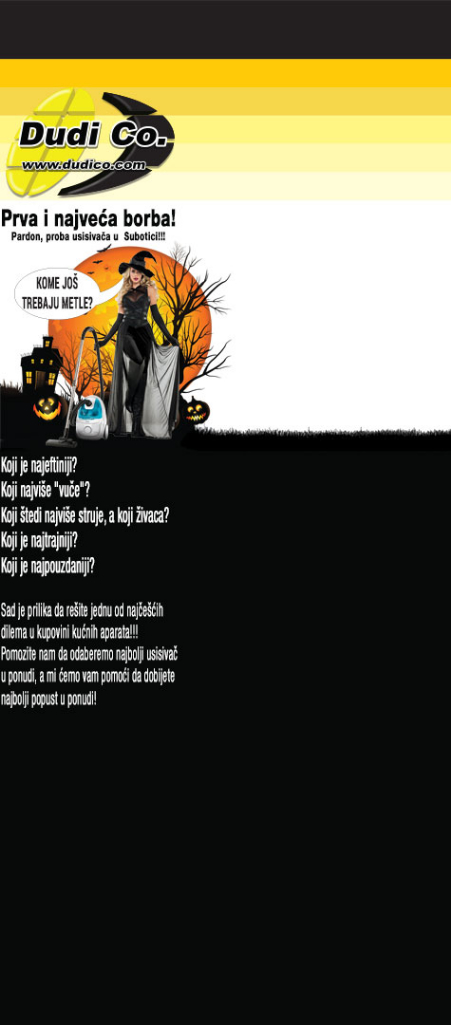 Dudi Co.
www.dudico.com
Prva i najveća borba!
Pardon, proba usisivača u Subotici!!!
KOME JOŠ
TREBAJU METLE?
Koji je najeftiniji?
Koji najviše "vuče"?
Koji štedi najviše struje, a koji živaca?
Koji je najtrajniji?
Koji je najpouzdaniji?
Sad je prilika da rešite jednu od najčešćih
dilema u kupovini kućnih aparata!!!
Pomozite nam da odaberemo najbolji usisivač
u ponudi, a mi ćemo vam pomoći da dobijete
najbolji popust u ponudi!